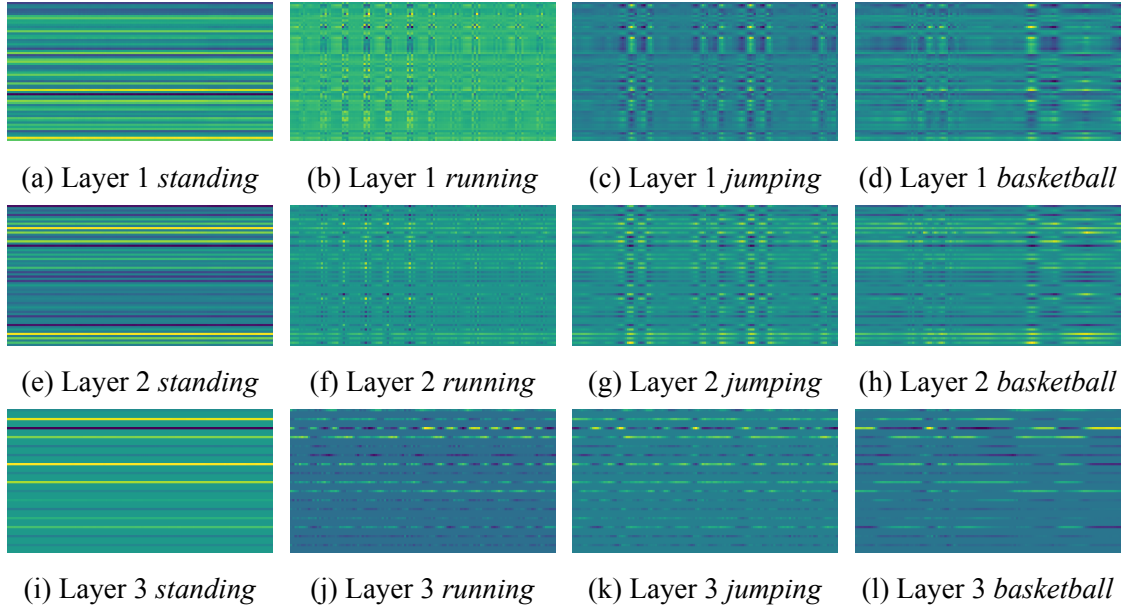 (a) Layer 1 standing
(b) Layer 1 running
(c) Layer 1 jumping
(d) Layer 1 basketball
(e) Layer 2 standing
(f) Layer 2 running
(g) Layer 2 jumping
(h) Layer 2 basketball
(i) Layer 3 standing
(j) Layer 3 running
(k) Layer 3 jumping
(l) Layer 3 basketball